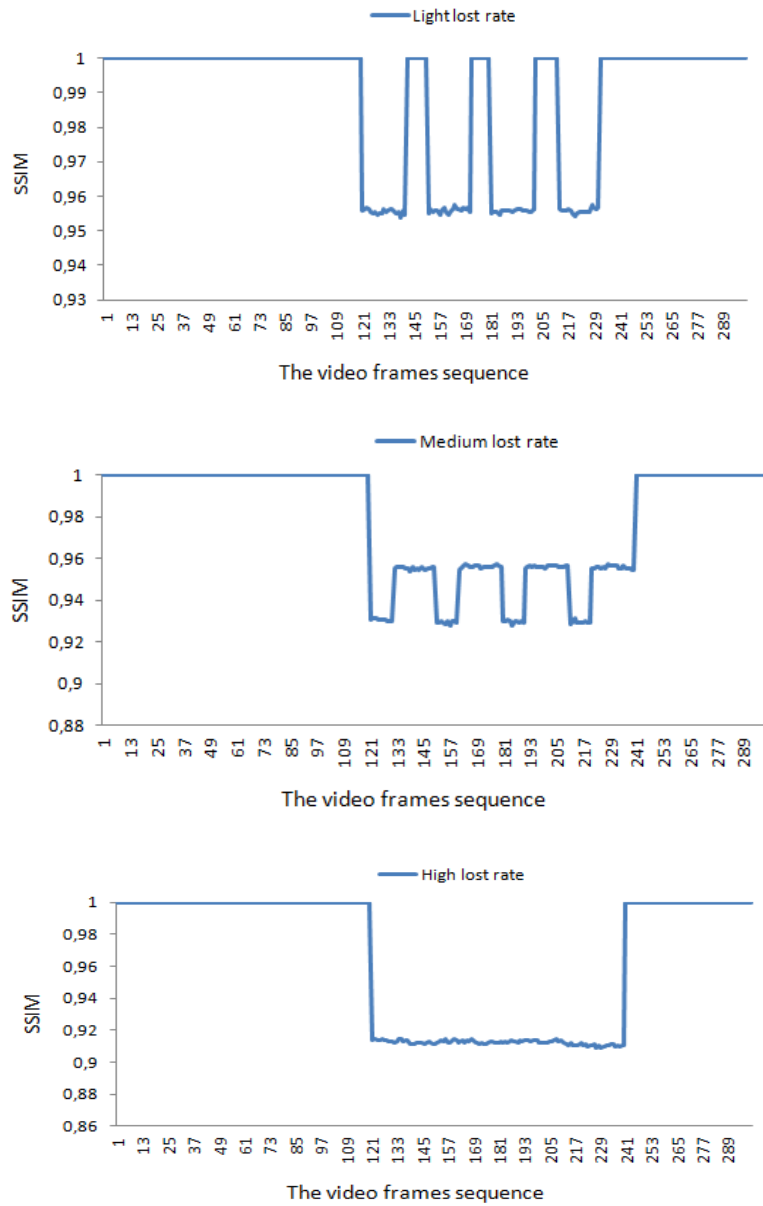 Light lost rate
1
0,99
0,98
0,97
0,96
0,95
0,94
0,93
SSIM
1 13 25 37 49 61 73 85 97 109 121 133 145 157 169 181 193 205 217 229 241 253 265 277 289
The video frames sequence
Medium lost rate
1
0,98
0,96
0,94
0,92
0,9
0,88
SSIM
1 13 25 37 49 61 73 85 97 109 121 133 145 157 169 181 193 205 217 229 241 253 265 277 289
The video frames sequence
High lost rate
1
0,98
0,96
0,94
0,92
0,9
0,88
0,86
SSIM
1 13 25 37 49 61 73 85 97 109 121 133 145 157 169 181 193 205 217 229 241 253 265 277 289
The video frames sequence